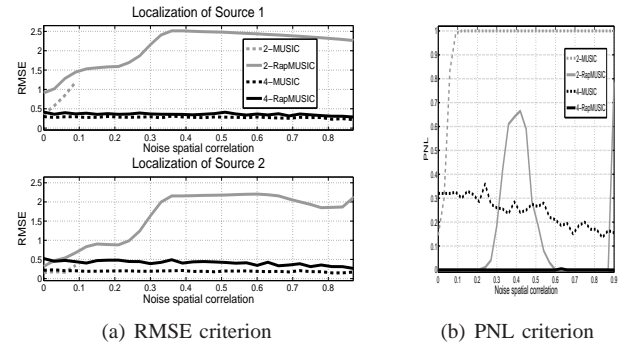 Localization of Source 1
RMSE
2.5
2
1.5
1
0.5
0
2-MUSIC
2-RapMUSIC
4-MUSIC
4-RapMUSIC
0 0.1 0.2 0.3 0.4 0.5 0.6 0.7 0.8
Noise spatial correlation
Localization of Source 2
RMSE
2.5
2
1.5
1
0.5
0
0 0.1 0.2 0.3 0.4 0.5 0.6 0.7 0.8
Noise spatial correlation
(a) RMSE criterion
PNL
1
0.9
0.8
0.7
0.6
0.5
0.4
0.3
0.2
0.1
0
2-MUSIC
2-RapMUSIC
4-MUSIC
4-RapMUSIC
0 0.1 0.2 0.3 0.4 0.5 0.6 0.7 0.8 0.9
Noise spatial correlation
(b) PNL criterion